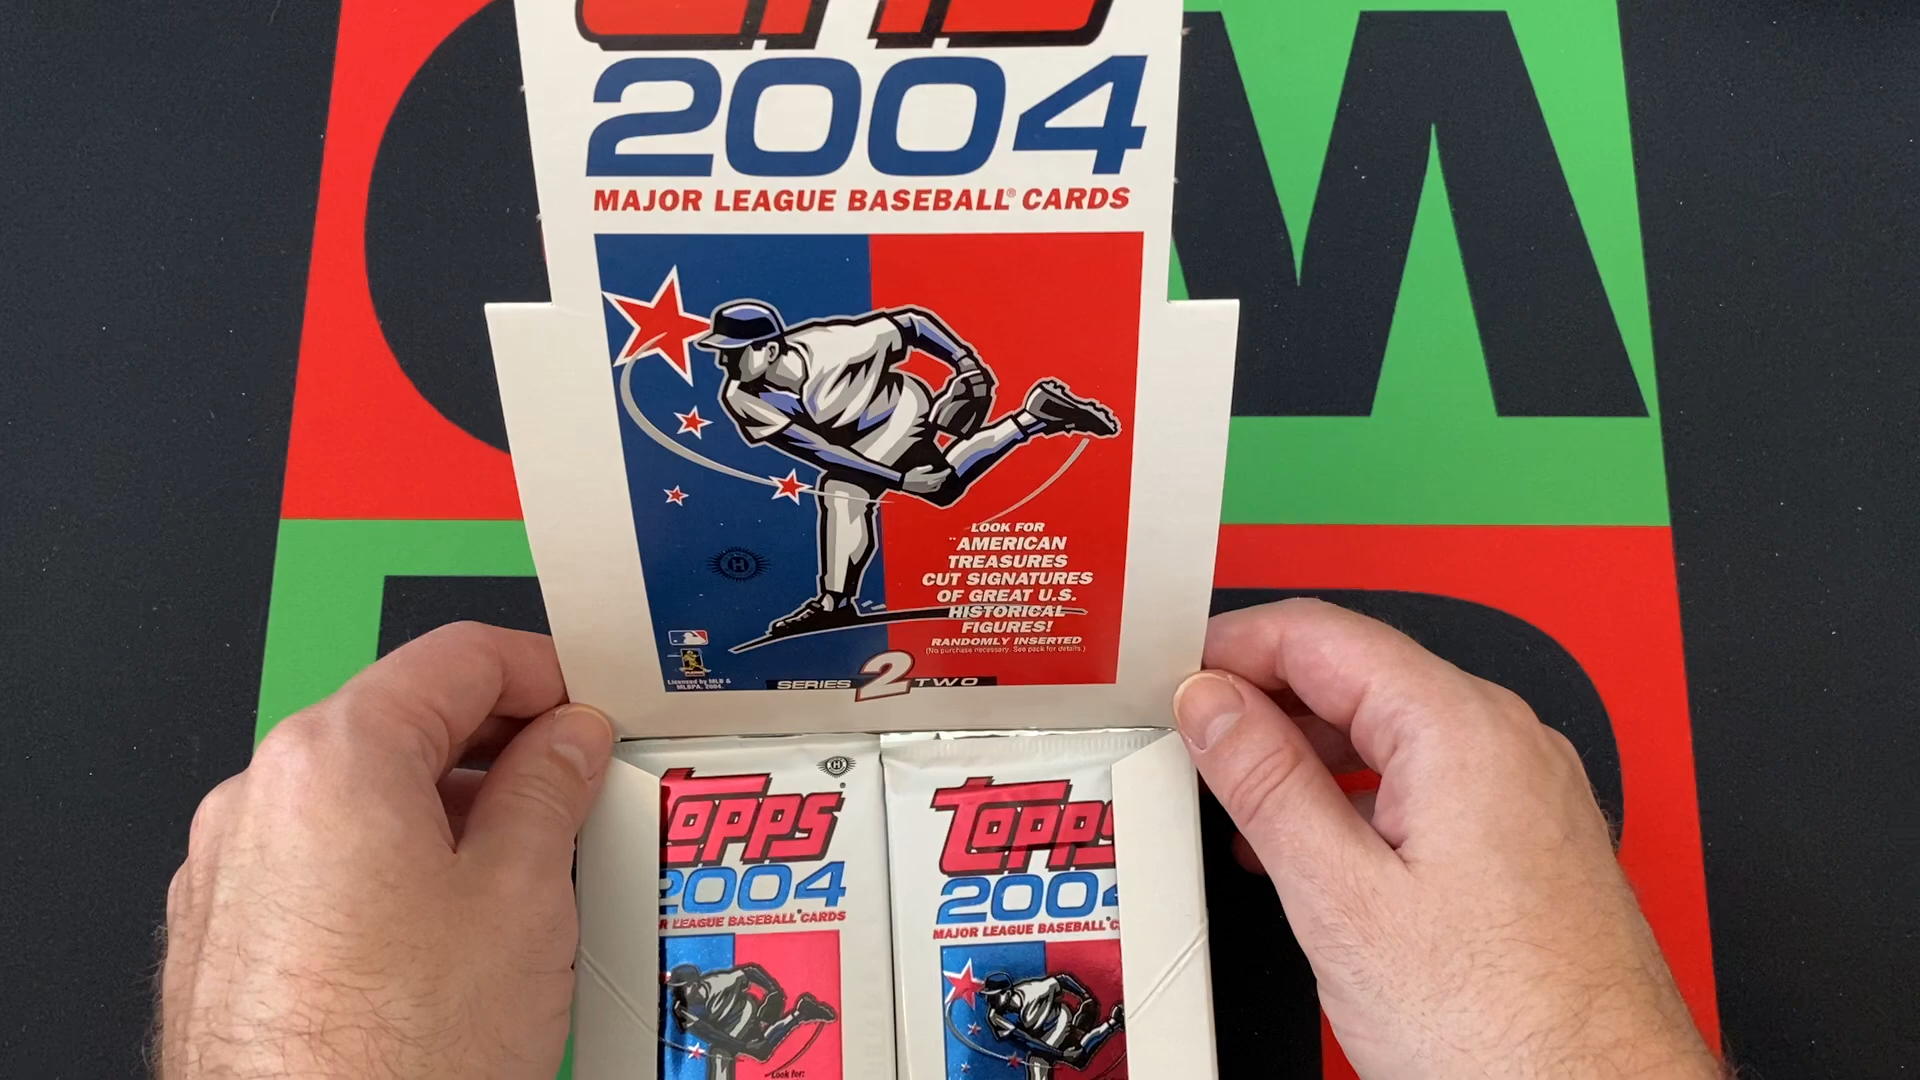 2004
MAJOR LEAGUE BASEBALL® CARDS
LOOK FOR
"AMERICAN
TREASURES
CUT SIGNATURES
OF GREAT U.S.
HISTORICAL
FIGURES!
RANDOMLY INSERTED
(No purchase necessary. See pack for details.)
Licensed by MLB &
MLBPA, 2004.
SERIES 2 TWO
H
H
TOPPS®
2004
R LEAGUE BASEBALL® CARDS
Look for:
TOPPS
2004
MAJOR LEAGUE BASEBALL® C